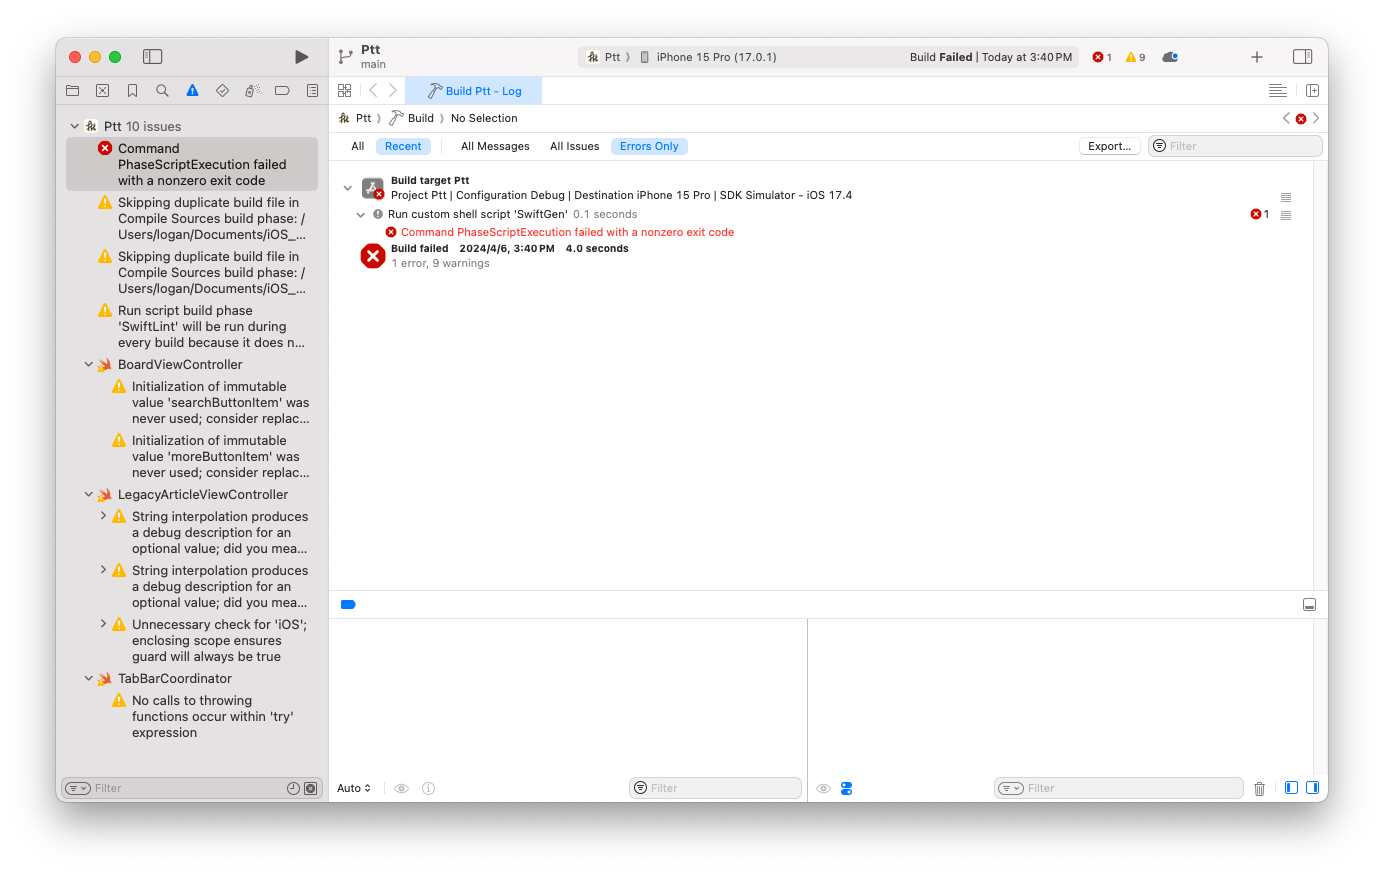 Ptt
main
Ptt
iPhone 15 Pro (17.0.1)
Build Failed | Today at 3:40 PM
1
9
Build Ptt - Log
Ptt 10 issues
Command
PhaseScriptExecution failed
with a nonzero exit code
Skipping duplicate build file in
Compile Sources build phase: /
Users/logan/Documents/iOS_...
Skipping duplicate build file in
Compile Sources build phase: /
Users/logan/Documents/iOS_...
Run script build phase
'SwiftLint' will be run during
every build because it does n...
BoardViewController
Initialization of immutable
value 'searchButtonItem' was
never used; consider replac...
Initialization of immutable
value 'moreButtonItem' was
never used; consider replac...
LegacyArticleViewController
String interpolation produces
a debug description for an
optional value; did you mea...
String interpolation produces
a debug description for an
optional value; did you mea...
Unnecessary check for 'iOS';
enclosing scope ensures
guard will always be true
TabBarCoordinator
No calls to throwing
functions occur within 'try'
expression
Filter
Ptt
Build
No Selection
All
Recent
All Messages
All Issues
Errors Only
Export...
Filter
Build target Ptt
Project Ptt | Configuration Debug | Destination iPhone 15 Pro | SDK Simulator - iOS 17.4
Run custom shell script 'SwiftGen' 0.1 seconds
1
Command PhaseScriptExecution failed with a nonzero exit code
Build failed 2024/4/6, 3:40 PM 4.0 seconds
1 error, 9 warnings
Auto
Filter
Filter